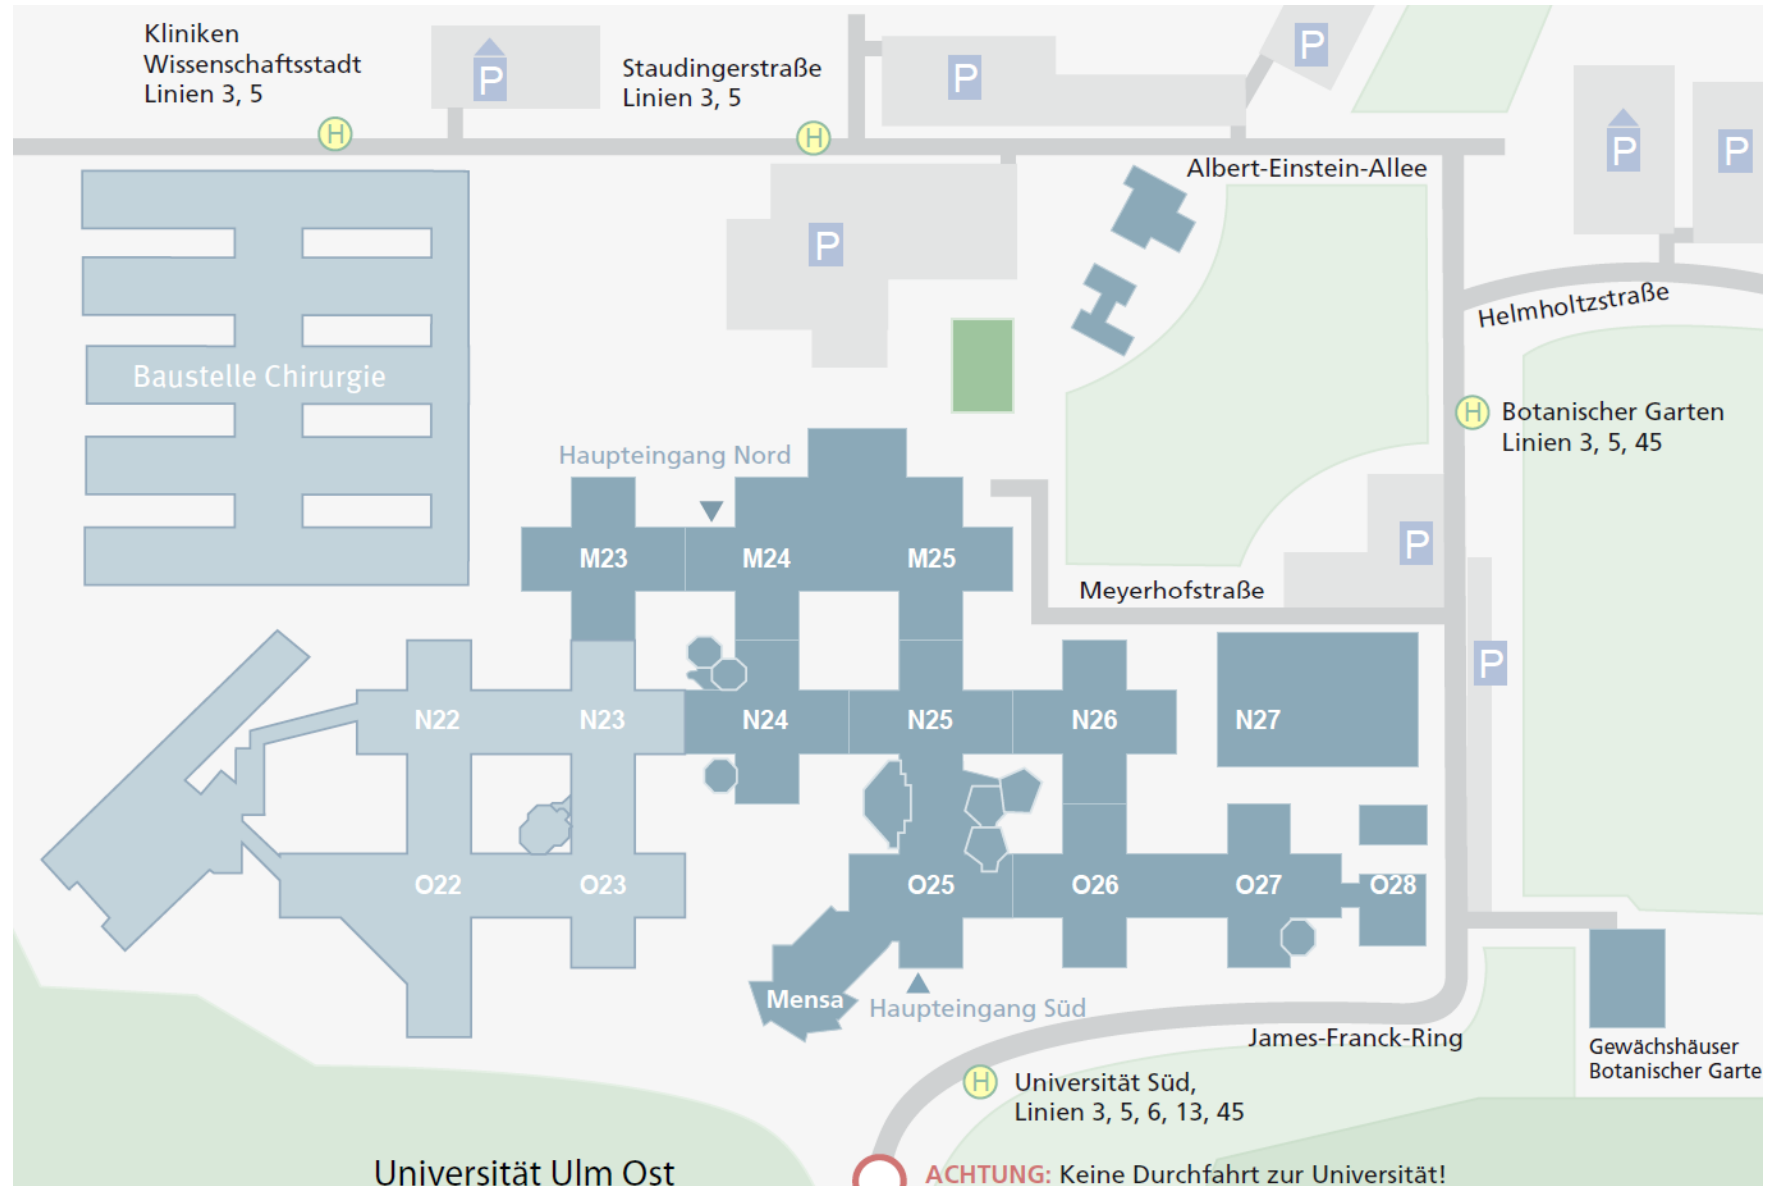 Kliniken
Wissenschaftsstadt
Linien 3, 5
P
Staudingerstraße
Linien 3, 5
P
P
H
H
P
P
Albert-Einstein-Allee
P
Helmholtzstraße
Baustelle Chirurgie
H
Botanischer Garten
Linien 3, 5, 45
Haupteingang Nord
P
M23
M24
M25
Meyerhofstraße
P
N22
N23
N24
N25
N26
N27
O22
O23
O25
O26
O27
O28
Mensa
Haupteingang Süd
James-Franck-Ring
Gewächshäuser
Botanischer Garte
H
Universität Süd,
Linien 3, 5, 6, 13, 45
Universität Ulm Ost
ACHTUNG: Keine Durchfahrt zur Universität!